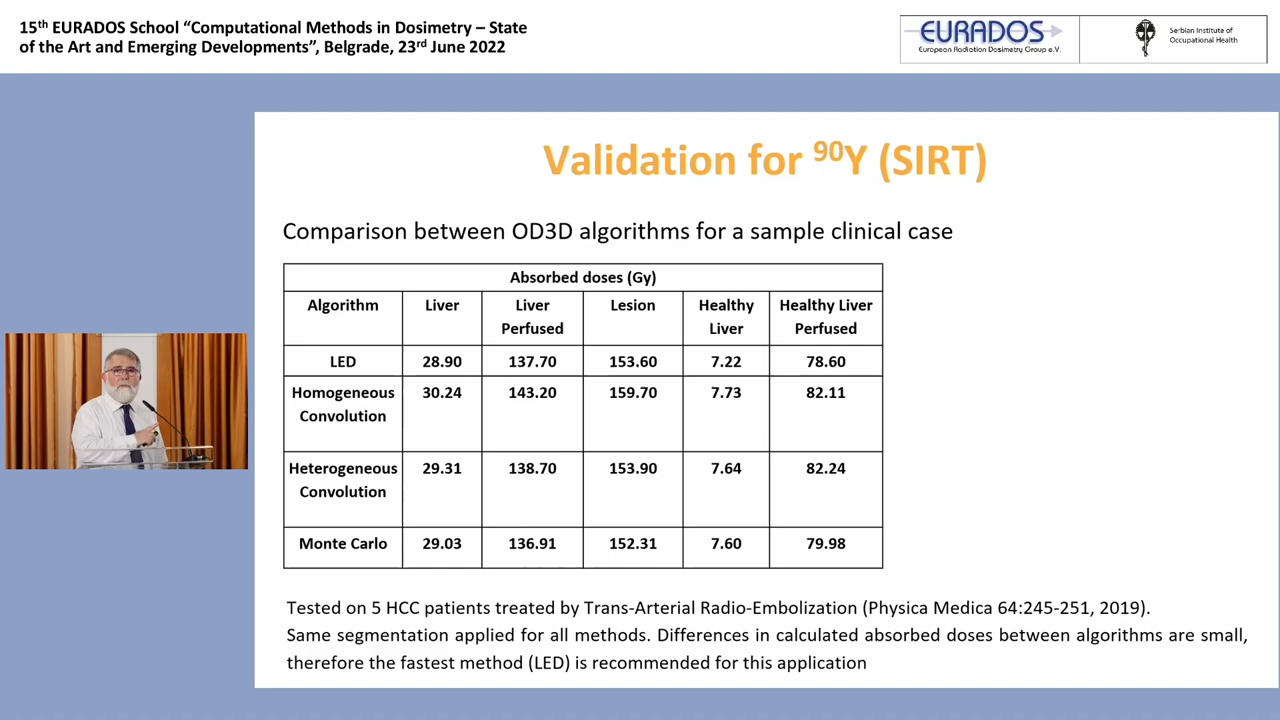 15th EURADOS School “Computational Methods in Dosimetry – State
of the Art and Emerging Developments”, Belgrade, 23rd June 2022
EURADOS
European Radiation Dosimetry Group e.V.
Serbian Institute of
Occupational Health
Validation for 90Y (SIRT)
Comparison between OD3D algorithms for a sample clinical case
Absorbed doses (Gy)
Algorithm Liver Liver Perfused Lesion Healthy Liver Healthy Liver Perfused
LED 28.90 137.70 153.60 7.22 78.60
Homogeneous Convolution 30.24 143.20 159.70 7.73 82.11
Heterogeneous Convolution 29.31 138.70 153.90 7.64 82.24
Monte Carlo 29.03 136.91 152.31 7.60 79.98
Tested on 5 HCC patients treated by Trans-Arterial Radio-Embolization (Physica Medica 64:245-251, 2019).
Same segmentation applied for all methods. Differences in calculated absorbed doses between algorithms are small,
therefore the fastest method (LED) is recommended for this application